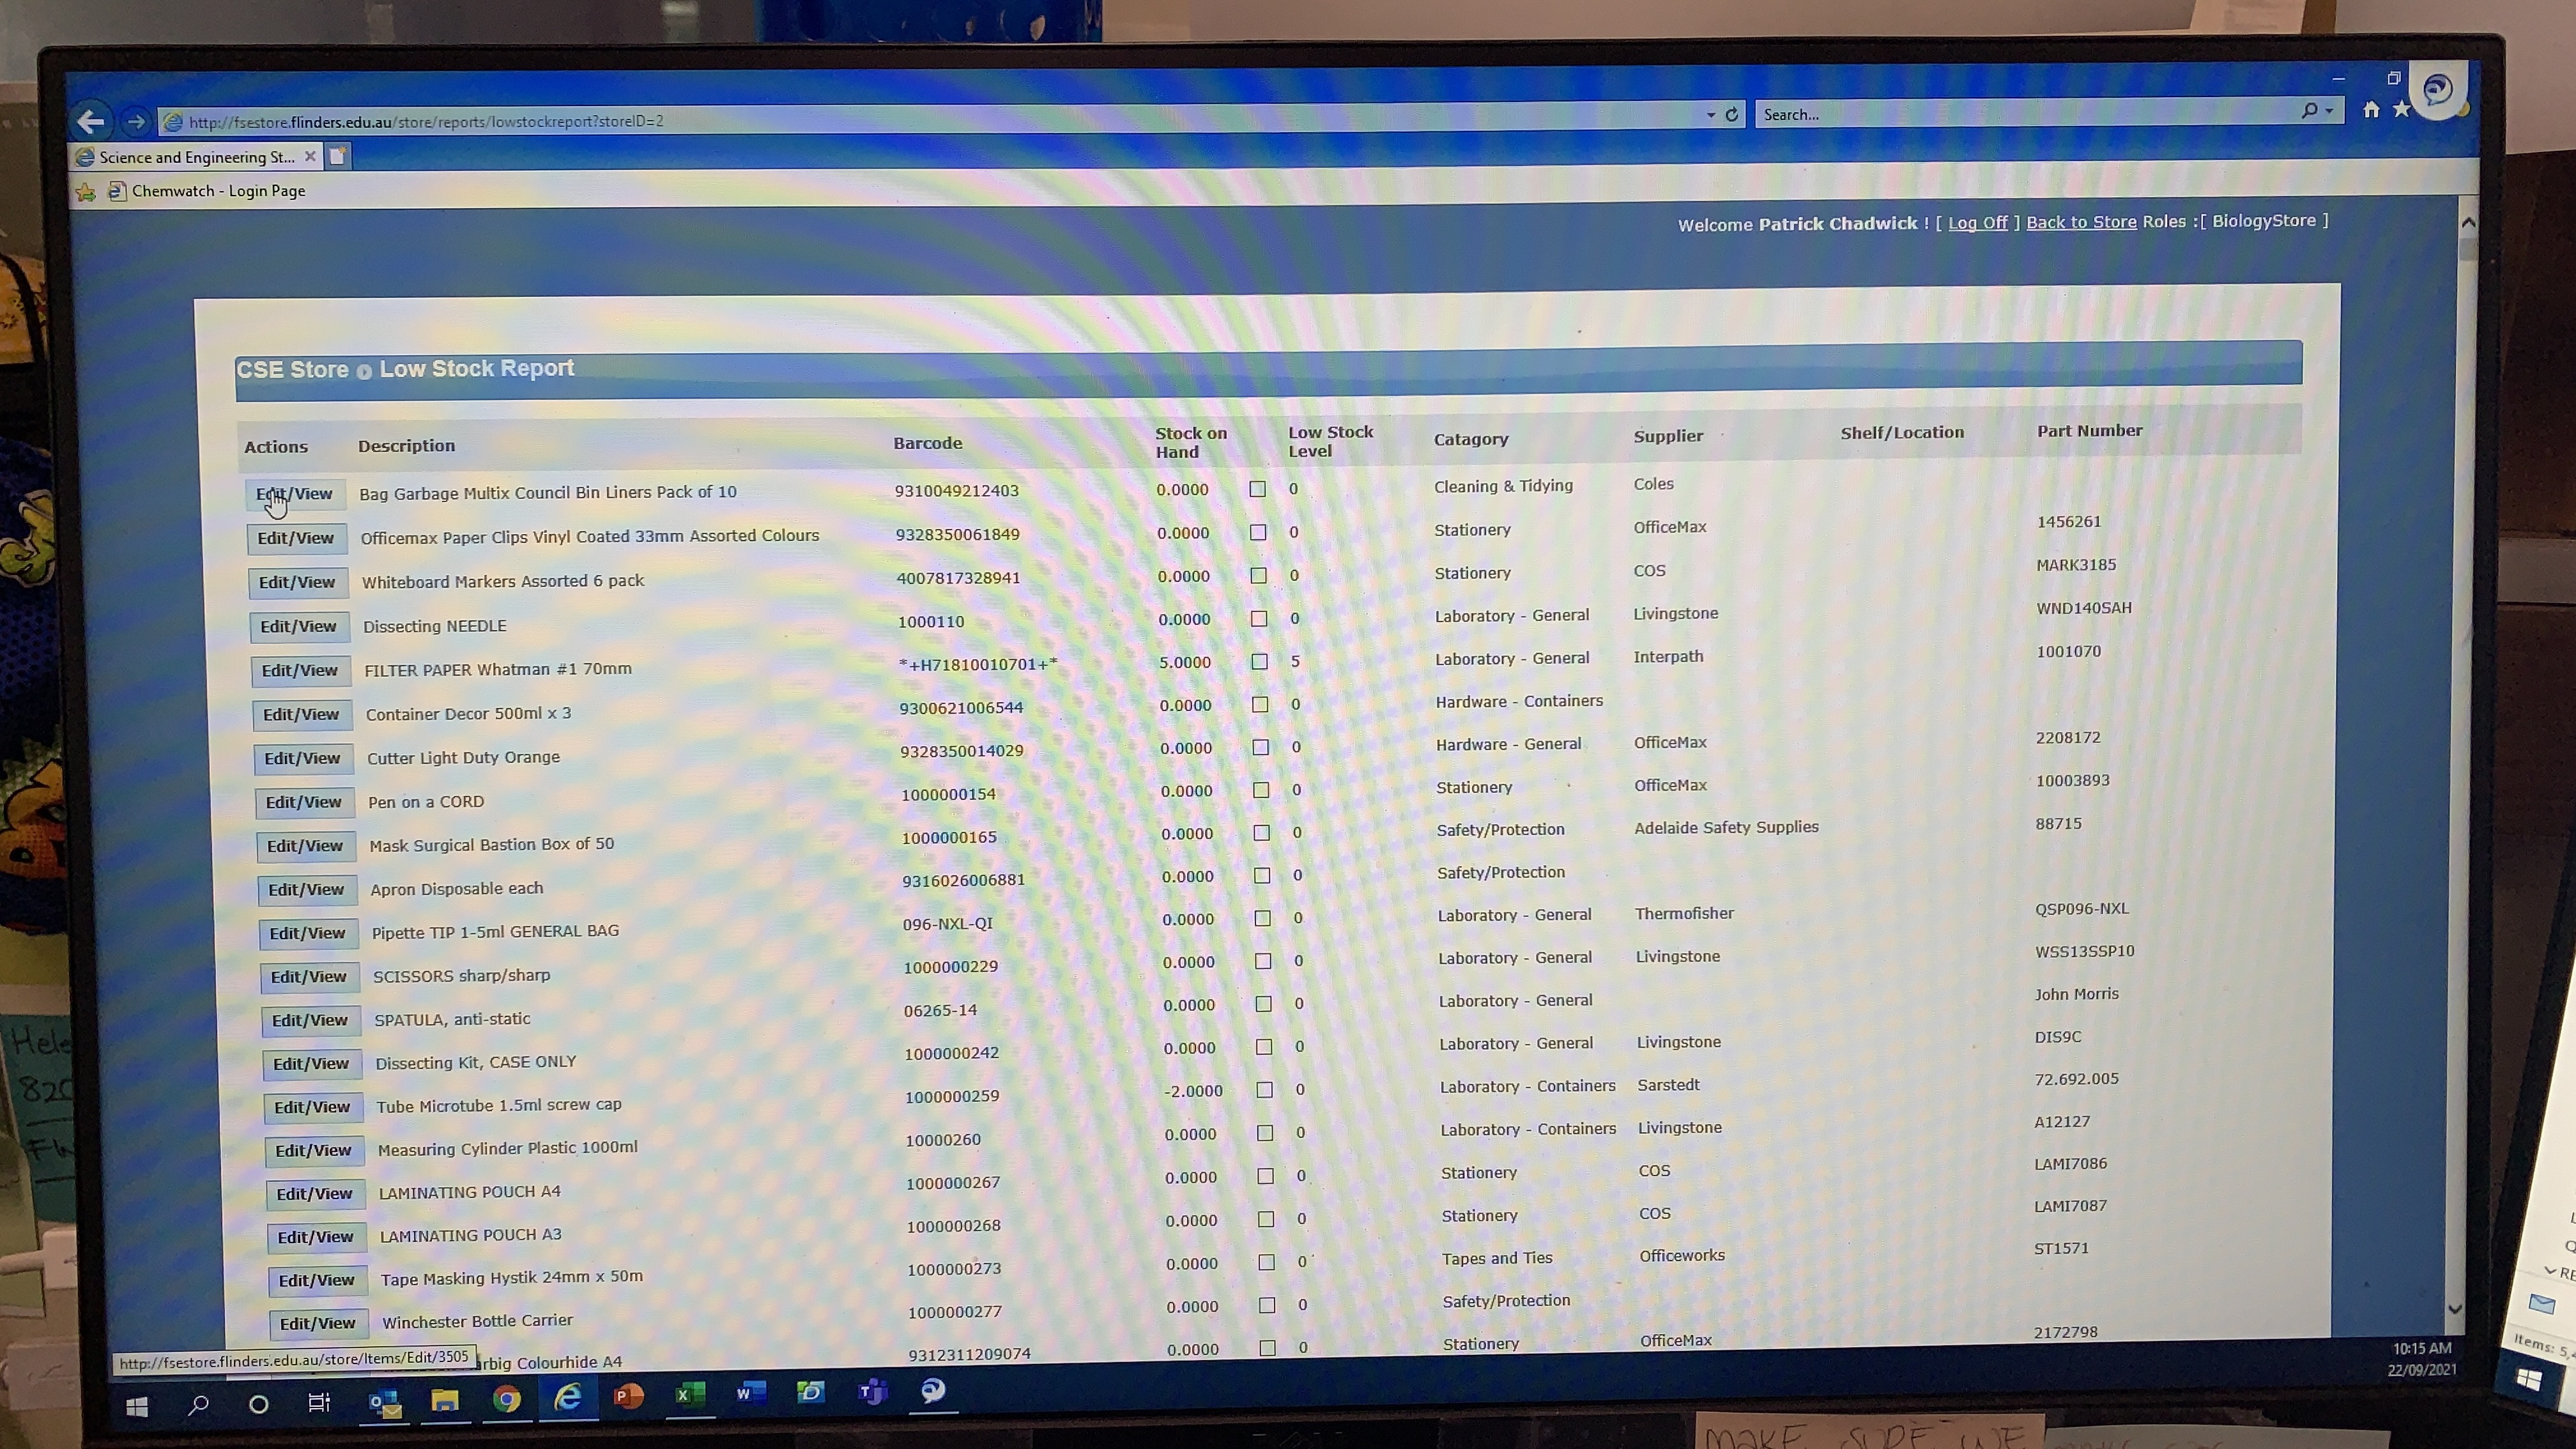 http://fsestore.flinders.edu.au/store/reports/lowstockreport?storeID=2
Search...
Science and Engineering St...
Chemwatch - Login Page
Welcome Patrick Chadwick ! [ Log Off ] Back to Store Roles :[ BiologyStore ]
CSE Store Low Stock Report
Actions Description Barcode Stock on Hand Low Stock Level Catagory Supplier Shelf/Location Part Number
Edit/View Bag Garbage Multix Council Bin Liners Pack of 10 9310049212403 0.0000 0 Cleaning & Tidying Coles
Edit/View Officemax Paper Clips Vinyl Coated 33mm Assorted Colours 9328350061849 0.0000 0 Stationery OfficeMax 1456261
Edit/View Whiteboard Markers Assorted 6 pack 4007817328941 0.0000 0 Stationery COS MARK3185
Edit/View Dissecting NEEDLE 1000110 0.0000 0 Laboratory - General Livingstone WND140SAH
Edit/View FILTER PAPER Whatman #1 70mm *+H71810010701+* 5.0000 5 Laboratory - General Interpath 1001070
Edit/View Container Decor 500ml x 3 9300621006544 0.0000 0 Hardware - Containers
Edit/View Cutter Light Duty Orange 9328350014029 0.0000 0 Hardware - General OfficeMax 2208172
Edit/View Pen on a CORD 1000000154 0.0000 0 Stationery OfficeMax 10003893
Edit/View Mask Surgical Bastion Box of 50 1000000165 0.0000 0 Safety/Protection Adelaide Safety Supplies 88715
Edit/View Apron Disposable each 9316026006881 0.0000 0 Safety/Protection
Edit/View Pipette TIP 1-5ml GENERAL BAG 096-NXL-QI 0.0000 0 Laboratory - General Thermofisher QSP096-NXL
Edit/View SCISSORS sharp/sharp 1000000229 0.0000 0 Laboratory - General Livingstone WSS13SSP10
Edit/View SPATULA, anti-static 06265-14 0.0000 0 Laboratory - General John Morris
Edit/View Dissecting Kit, CASE ONLY 1000000242 0.0000 0 Laboratory - General Livingstone DIS9C
Edit/View Tube Microtube 1.5ml screw cap 1000000259 -2.0000 0 Laboratory - Containers Sarstedt 72.692.005
Edit/View Measuring Cylinder Plastic 1000ml 10000260 0.0000 0 Laboratory - Containers Livingstone A12127
Edit/View LAMINATING POUCH A4 1000000267 0.0000 0 Stationery COS LAMI7086
Edit/View LAMINATING POUCH A3 1000000268 0.0000 0 Stationery COS LAMI7087
Edit/View Tape Masking Hystik 24mm x 50m 1000000273 0.0000 0 Tapes and Ties Officeworks ST1571
Edit/View Winchester Bottle Carrier 1000000277 0.0000 0 Safety/Protection
Colourhide A4 9312311209074 0.0000 0 Stationery OfficeMax 2172798
http://fsestore.flinders.edu.au/store/Items/Edit/3505
10:15 AM
22/09/2021
MAKE SURE WE
Items: